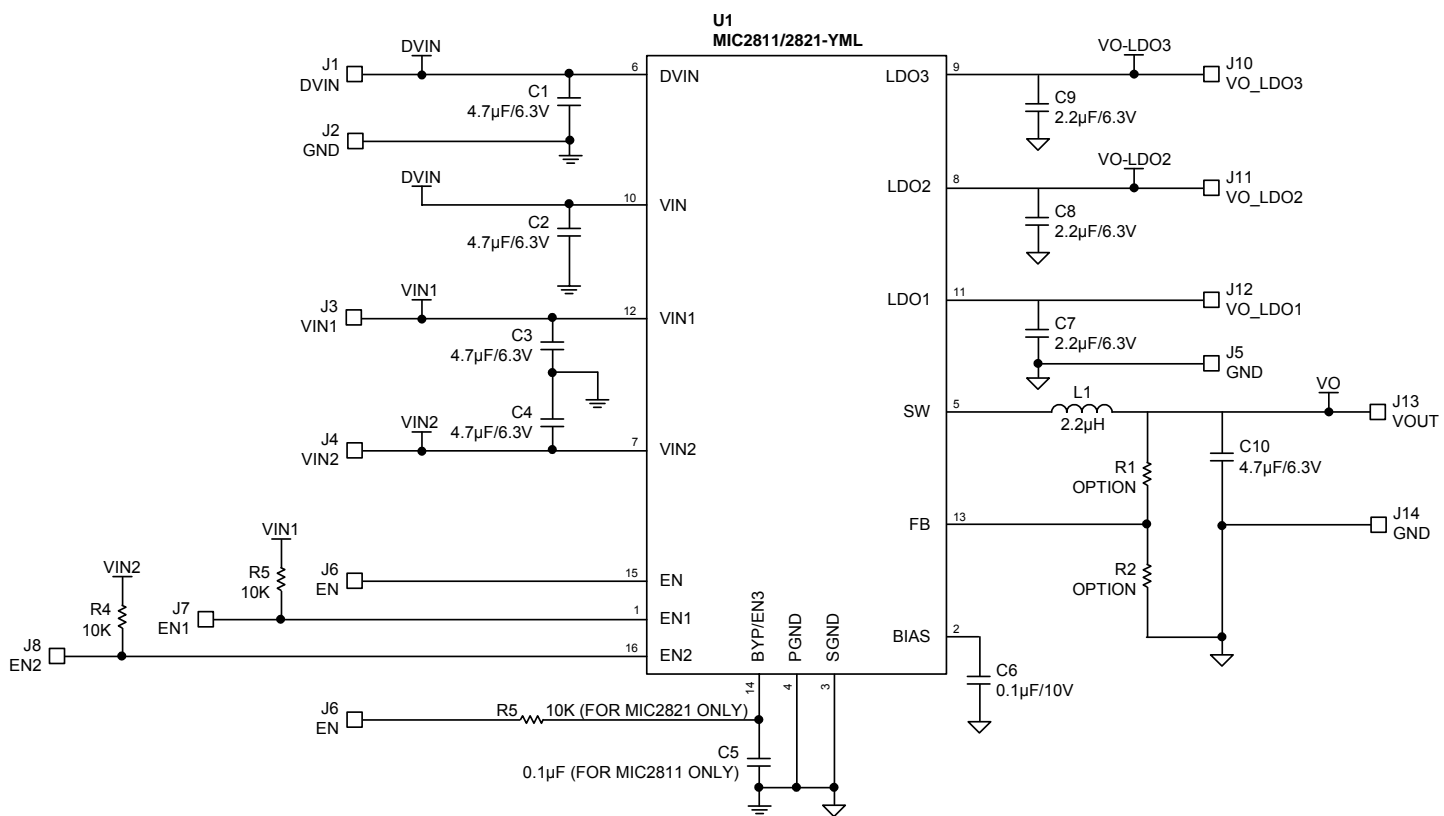 U1
MIC2811/2821-YML
DVIN
J1
DVIN
6
DVIN
C1
4.7µF/6.3V
J2
GND
DVIN
10
VIN
C2
4.7µF/6.3V
VIN1
J3
VIN1
12
VIN1
C3
4.7µF/6.3V
C4
4.7µF/6.3V
VIN2
J4
VIN2
7
VIN2
VIN1
R5
10K
J6
EN
15
EN
VIN2
R4
10K
J7
EN1
1
EN1
J8
EN2
16
EN2
LDO3
9
VO-LDO3
J10
VO_LDO3
C9
2.2µF/6.3V
LDO2
8
VO-LDO2
J11
VO_LDO2
C8
2.2µF/6.3V
LDO1
11
J12
VO_LDO1
C7
2.2µF/6.3V
J5
GND
SW
5
L1
2.2µH
VO
J13
VOUT
R1
OPTION
C10
4.7µF/6.3V
FB
13
J14
GND
R2
OPTION
BIAS
2
C6
0.1µF/10V
BYP/EN3
PGND
SGND
14
4
3
J6
EN
R5 10K (FOR MIC2821 ONLY)
C5
0.1µF (FOR MIC2811 ONLY)